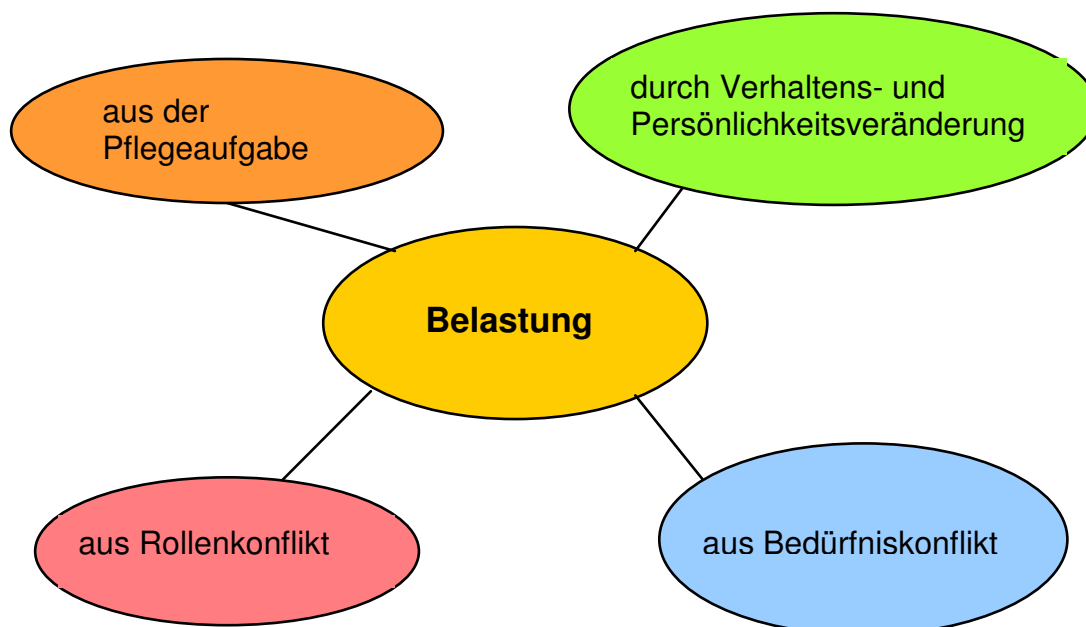 aus der
Pflegeaufgabe
durch Verhaltens- und
Persönlichkeitsveränderung
Belastung
aus Rollenkonflikt
aus Bedürfniskonflikt